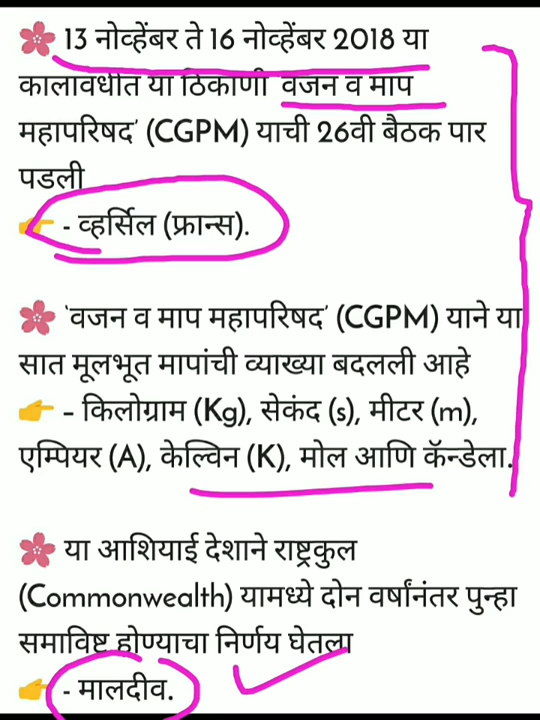 🌸 13 नोव्हेंबर ते 16 नोव्हेंबर 2018 या
कालावधीत या ठिकाणी वजन व माप
महापरिषद’ (CGPM) याची 26वी बैठक पार
पडली
👉 - व्हर्सिल (फ्रान्स).
🌸 ‘वजन व माप महापरिषद’ (CGPM) याने या
सात मूलभूत मापांची व्याख्या बदलली आहे
👉 - किलोग्राम (Kg), सेकंद (s), मीटर (m),
एम्पियर (A), केल्विन (K), मोल आणि कॅन्डेला.
🌸 या आशियाई देशाने राष्ट्रकुल
(Commonwealth) यामध्ये दोन वर्षांनंतर पुन्हा
समाविष्ट होण्याचा निर्णय घेतला
👉 - मालदीव.